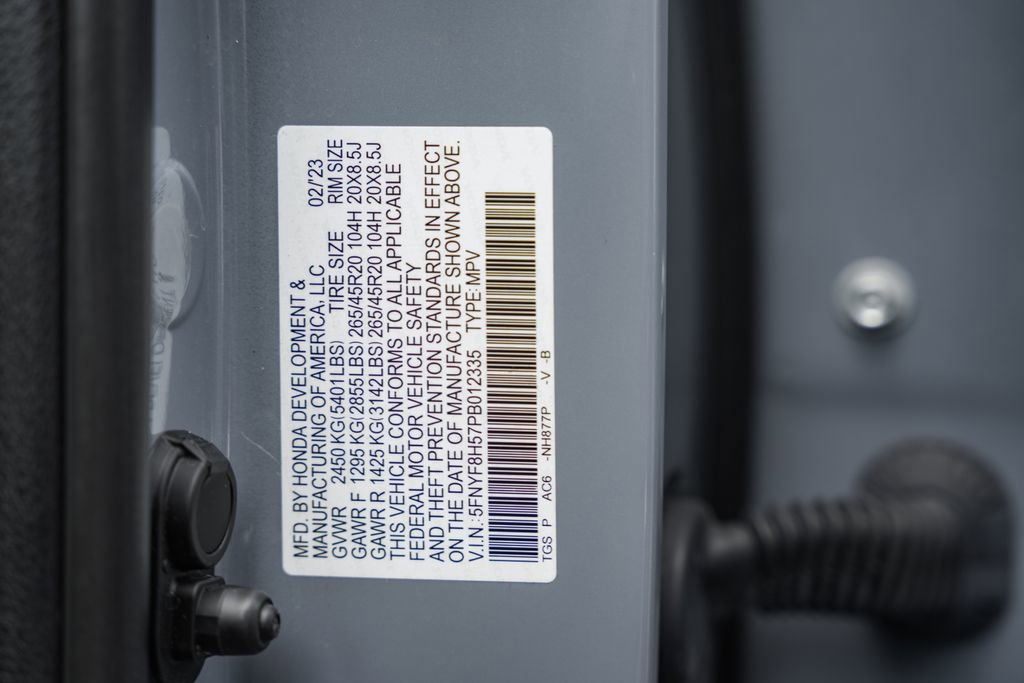 MFD. BY HONDA DEVELOPMENT &
MANUFACTURING OF AMERICA, LLC 02/'23
GVWR 2450 KG(5401LBS) TIRE SIZE RIM SIZE
GAWR F 1295 KG(2855LBS) 265/45R20 104H 20X8.5J
GAWR R 1425 KG(3142LBS) 265/45R20 104H 20X8.5J
THIS VEHICLE CONFORMS TO ALL APPLICABLE
FEDERAL MOTOR VEHICLE SAFETY
AND THEFT PREVENTION STANDARDS IN EFFECT
ON THE DATE OF MANUFACTURE SHOWN ABOVE.
V.I.N.: 5FNYF8H57PB012335 TYPE: MPV
TGS P AC6 -NH877P -V -B